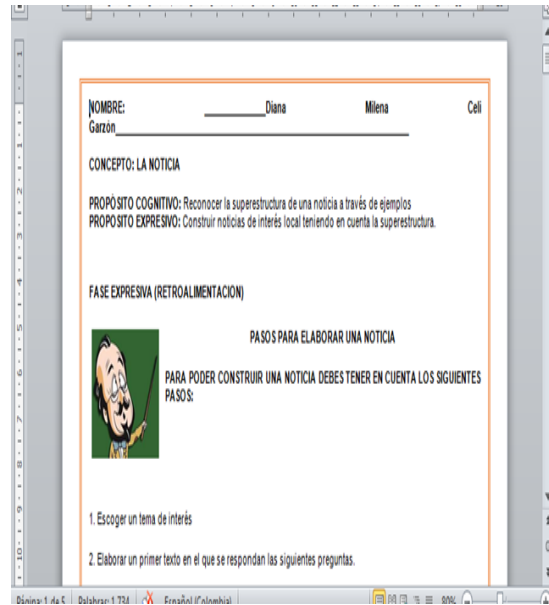 NOMBRE: ____________Diana Milena Celi
Garzón______________________________________________
CONCEPTO: LA NOTICIA
PROPÓSITO COGNITIVO: Reconocer la superestructura de una noticia a través de ejemplos
PROPOSITO EXPRESIVO: Construir noticias de interés local teniendo en cuenta la superestructura.
FASE EXPRESIVA (RETROALIMENTACION)
PASOS PARA ELABORAR UNA NOTICIA
PARA PODER CONSTRUIR UNA NOTICIA DEBES TENER EN CUENTA LOS SIGUIENTES
PASOS:
1. Escoger un tema de interés
2. Elaborar un primer texto en el que se respondan las siguientes preguntas.
Página: 1 de 5 Palabras: 1.734 Español (Colombia) 80%